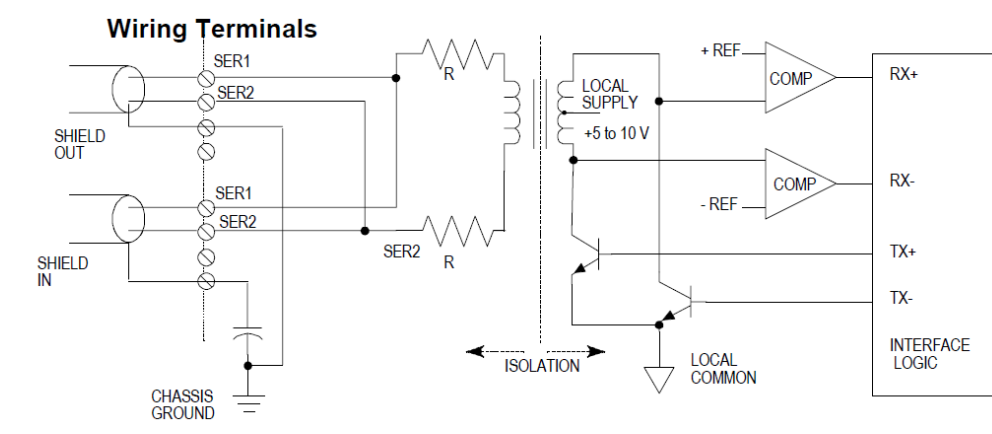 Wiring Terminals
SER1
SER2
SHIELD
OUT
SER1
SER2
SHIELD
IN
CHASSIS
GROUND
R
SER2
R
ISOLATION
LOCAL
SUPPLY
+5 to 10 V
+ REF
COMP
COMP
- REF
LOCAL
COMMON
RX+
RX-
TX+
TX-
INTERFACE
LOGIC